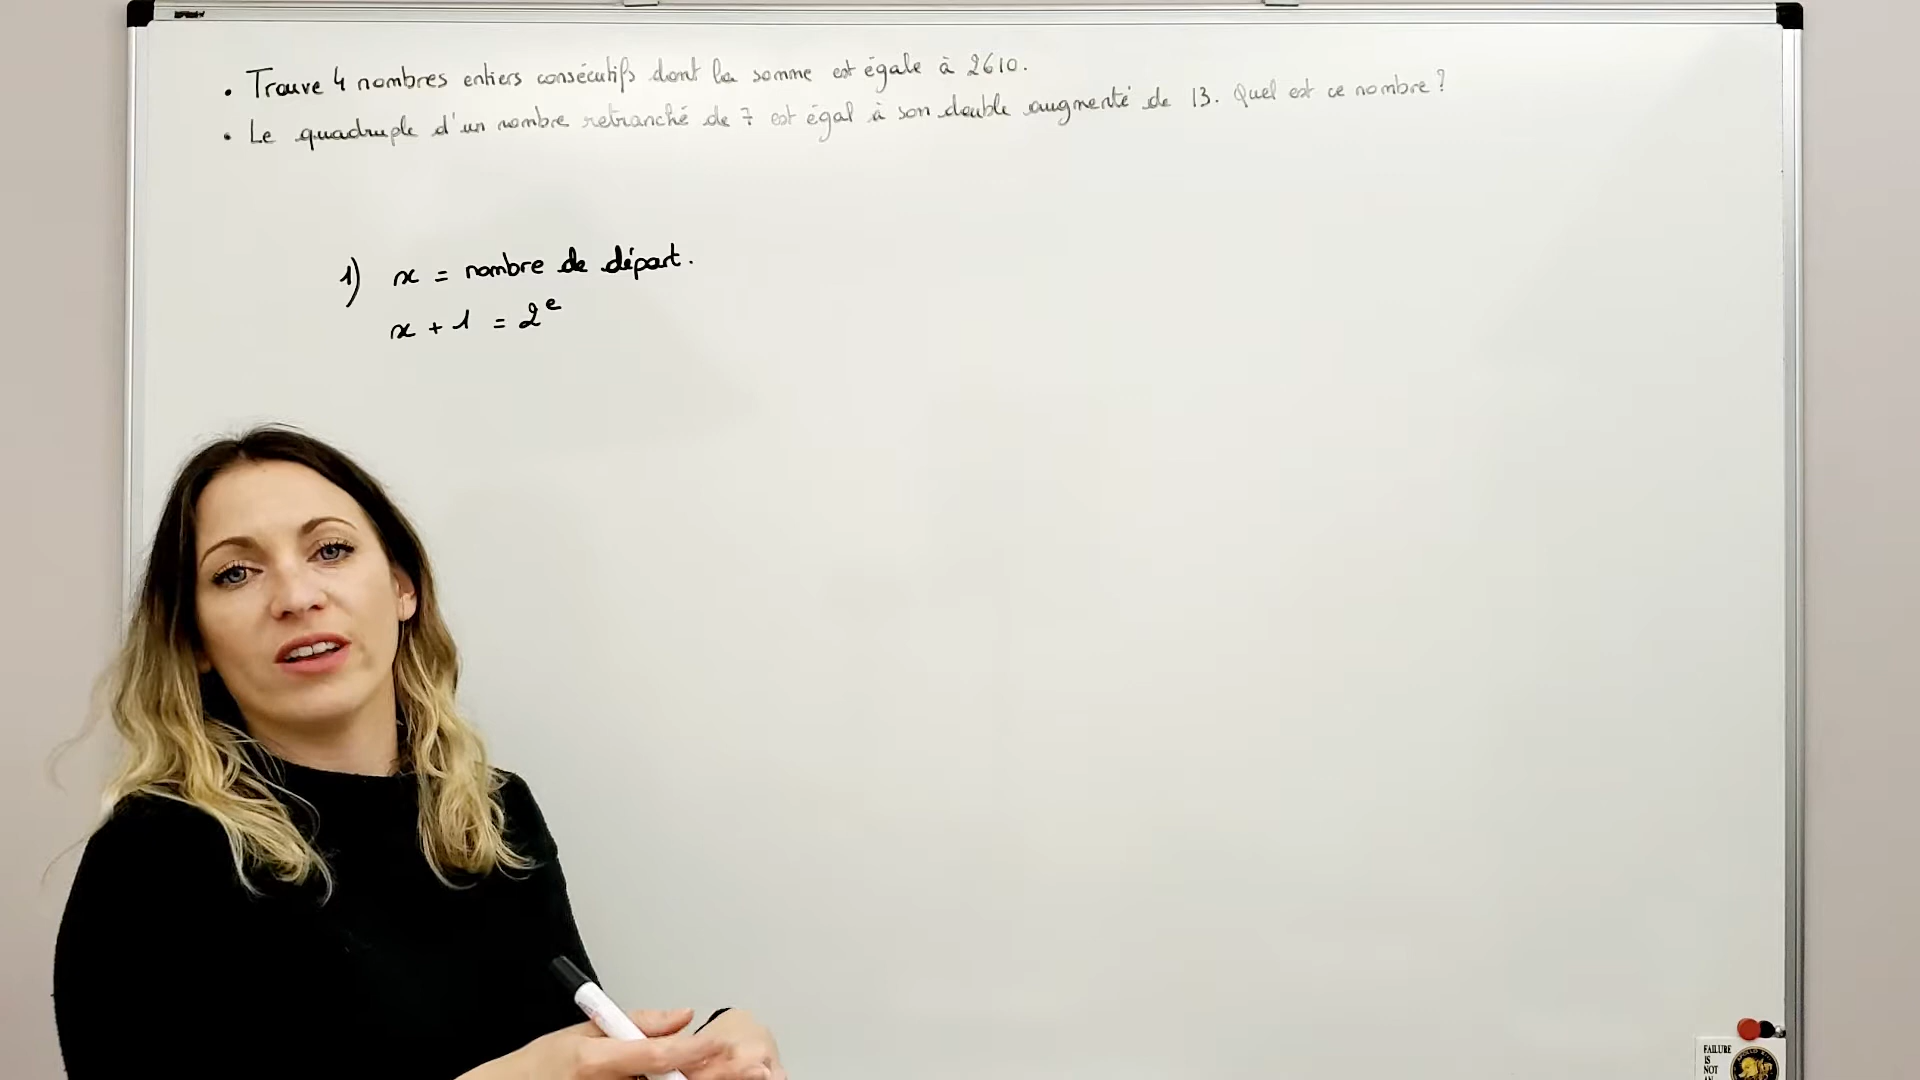 • Trouve 4 nombres entiers consécutifs dont la somme est égale à 2610.
• Le quadruple d'un nombre retranché de 7 est égal à son double augmenté de 13. Quel est ce nombre ?
1) x = nombre de départ.
x + 1 = 2e
FAILURE
IS
NOT
AN